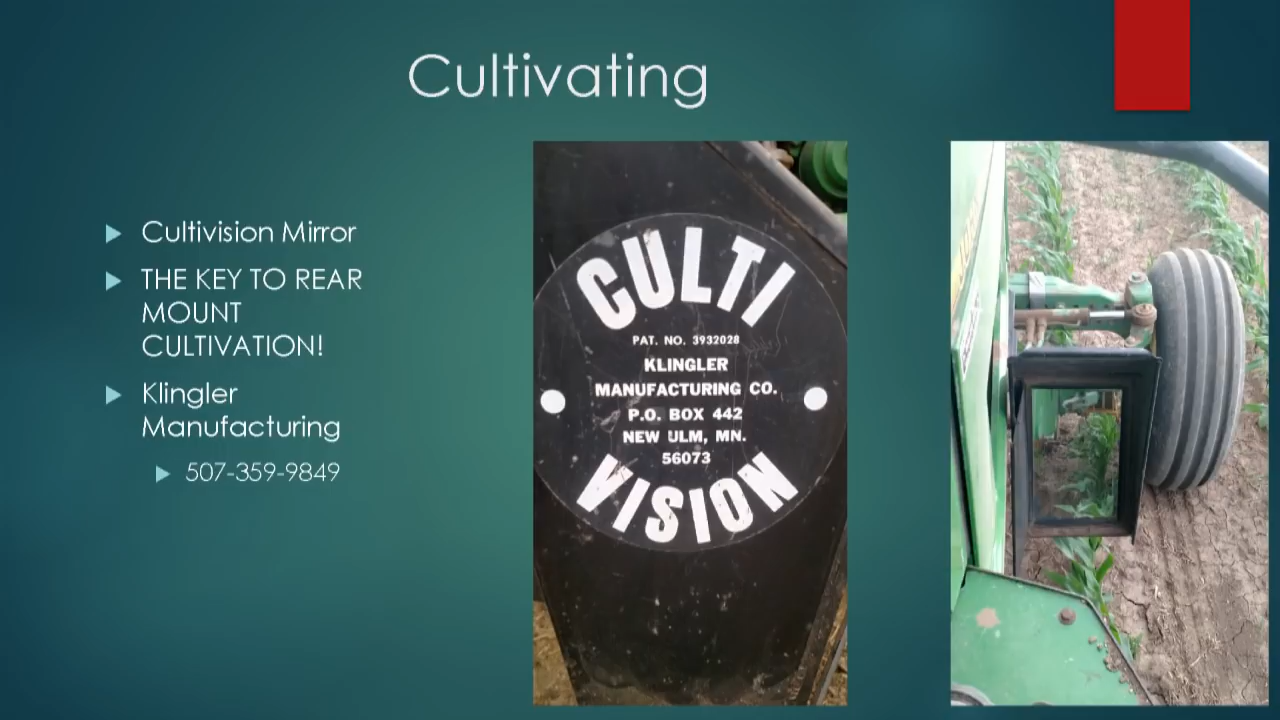 Cultivating
Cultivision Mirror
THE KEY TO REAR
MOUNT
CULTIVATION!
Klingler
Manufacturing
507-359-9849
CULTI
PAT. NO. 3932028
KLINGLER
MANUFACTURING CO.
P.O. BOX 442
NEW ULM, MN.
56073
VISION